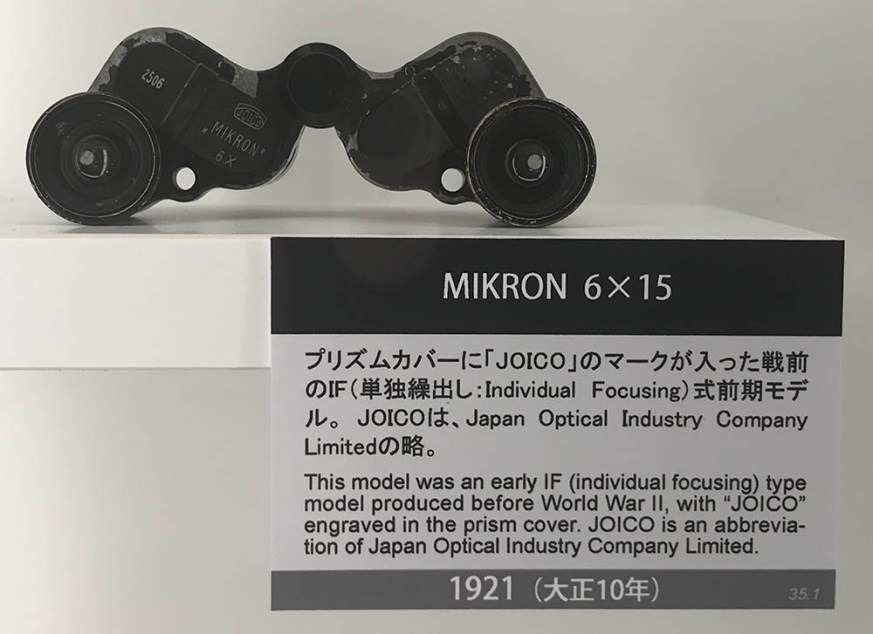 2506
JOICO
"MIKRON"
6×
MIKRON 6×15
プリズムカバーに「JOICO」のマークが入った戦前
のIF(単独繰出し:Individual Focusing)式前期モデ
ル。JOICOは、Japan Optical Industry Company
Limitedの略。
This model was an early IF (individual focusing) type
model produced before World War II, with “JOICO”
engraved in the prism cover. JOICO is an abbrevia-
tion of Japan Optical Industry Company Limited.
1921（大正10年）
35.1